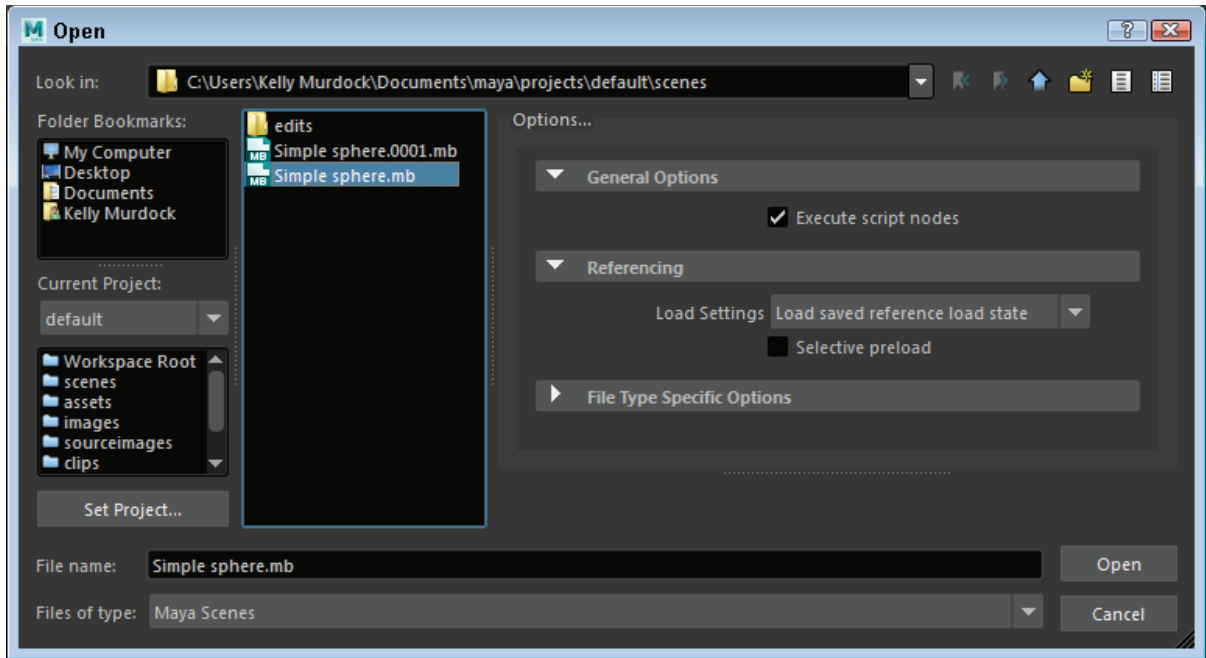 Open
Look in: C:\Users\Kelly Murdock\Documents\maya\projects\default\scenes
Folder Bookmarks:
My Computer
Desktop
Documents
Kelly Murdock
Current Project:
default
Workspace Root
scenes
assets
images
sourceimages
clips
Set Project...
edits
MB Simple sphere.0001.mb
MB Simple sphere.mb
Options...
General Options
Execute script nodes
Referencing
Load Settings Load saved reference load state
Selective preload
File Type Specific Options
File name: Simple sphere.mb
Open
Files of type: Maya Scenes
Cancel